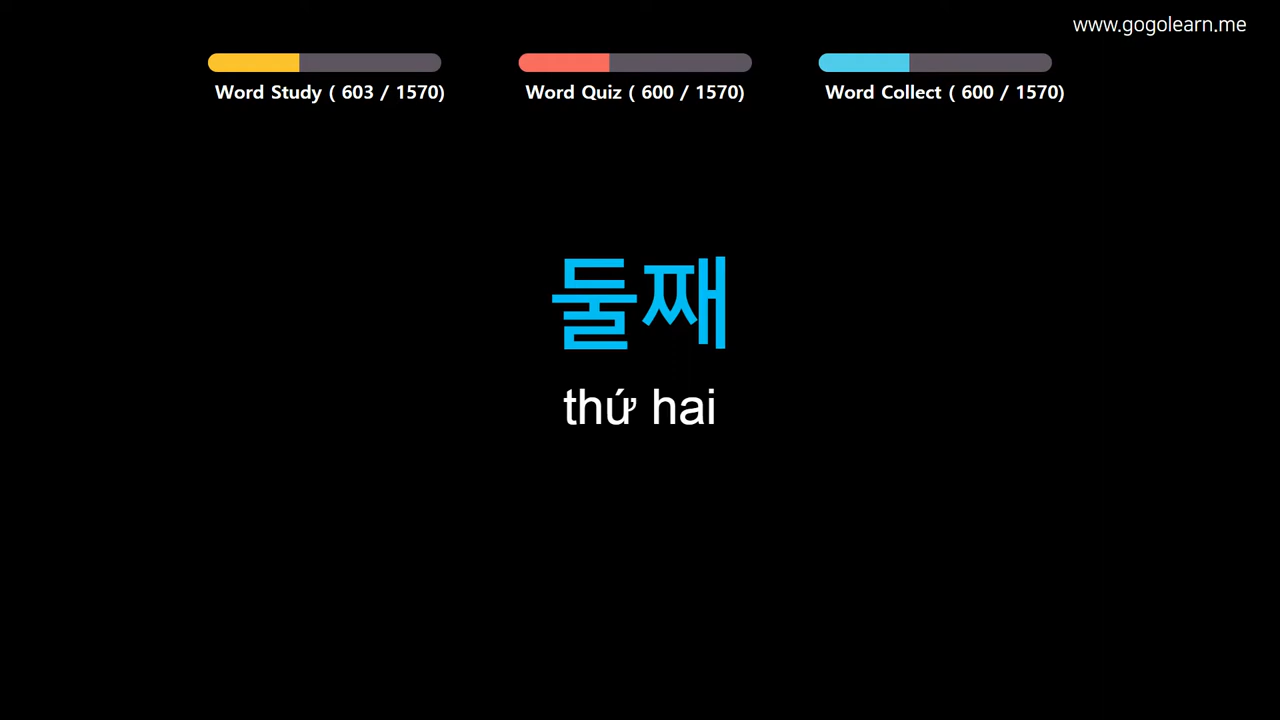 www.gogolearn.me
Word Study ( 603 / 1570)
Word Quiz ( 600 / 1570)
Word Collect ( 600 / 1570)
둘째
thứ hai